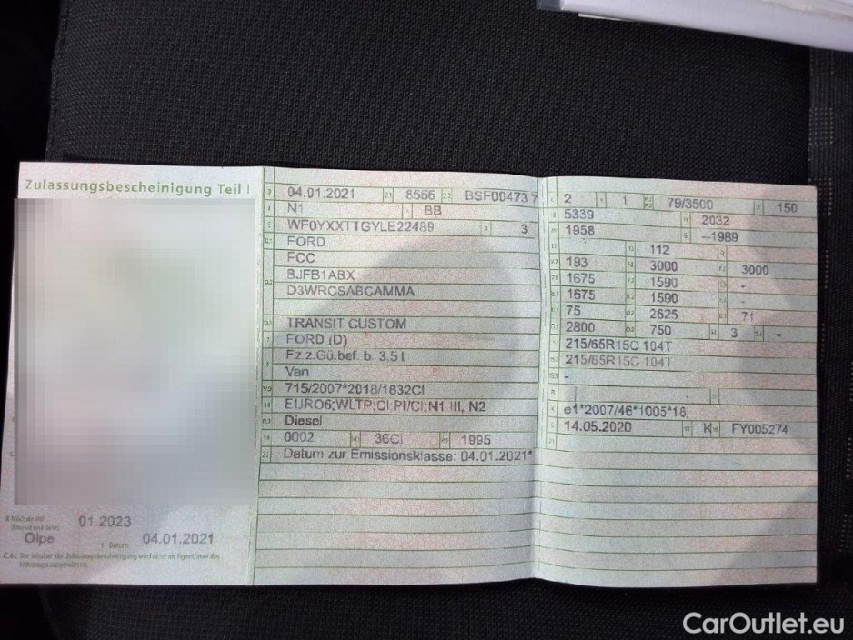 Zulassungsbescheinigung Teil I
01.2023
Olpe 04.01.2021
04.01.2021 8566 BSF00473 7
N1 BB
WF0YXXTTGYLE22489 3
FORD
FCC
BJFB1ABX
D3WRCSABCAMMA
TRANSIT CUSTOM
FORD (D)
Fz.z.Gü.bef. b. 3,5 t
Van
715/2007*2018/1832CI
EURO6;WLTP;CI,PI/CI;N1 III, N2
Diesel
0002 36CI 1995
Datum zur Emissionsklasse: 04.01.2021*
2 1 79/3500 150
5339 2032
1958 --1989
112
193 3000 3000
1675 1590 -
1675 1590 -
75 2625 71
2800 750 3 -
215/65R15C 104T
215/65R15C 104T
-
e1*2007/46*1005*18
14.05.2020 K FY005274
CarOutlet.eu